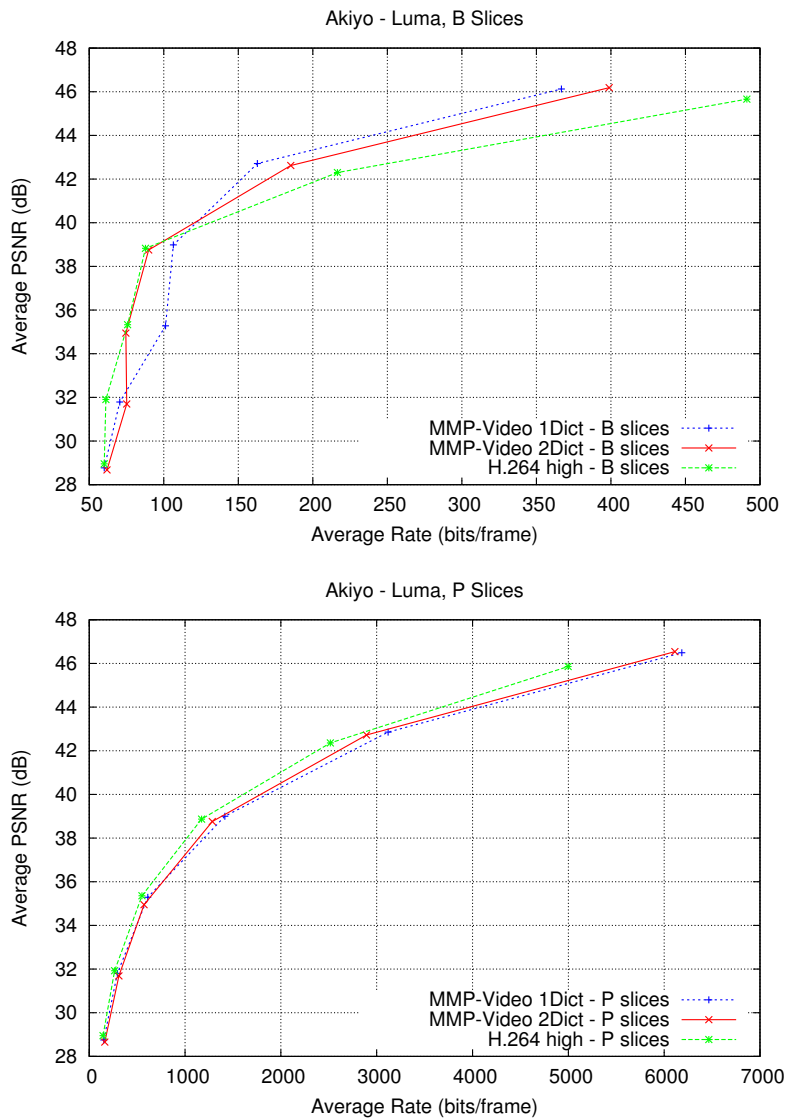 Akiyo - Luma, B Slices
48
46
44
42
40
38
36
34
32
30
28
Average PSNR (dB)
MMP-Video 1Dict - B slices
MMP-Video 2Dict - B slices
H.264 high - B slices
50 100 150 200 250 300 350 400 450 500
Average Rate (bits/frame)
Akiyo - Luma, P Slices
48
46
44
42
40
38
36
34
32
30
28
Average PSNR (dB)
MMP-Video 1Dict - P slices
MMP-Video 2Dict - P slices
H.264 high - P slices
0 1000 2000 3000 4000 5000 6000 7000
Average Rate (bits/frame)